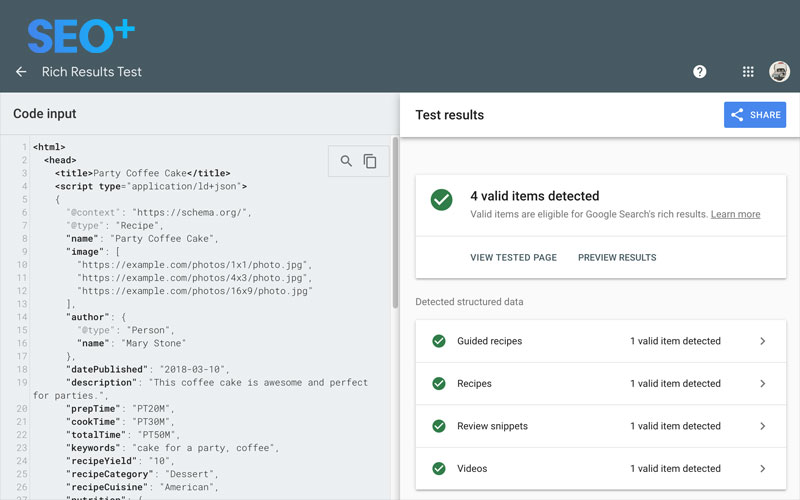 SEO+
Rich Results Test
Code input
1 <html>
2 <head>
3 <title>Party Coffee Cake</title>
4 <script type="application/ld+json">
5 {
6 "@context": "https://schema.org/",
7 "@type": "Recipe",
8 "name": "Party Coffee Cake",
9 "image": [
10 "https://example.com/photos/1x1/photo.jpg",
11 "https://example.com/photos/4x3/photo.jpg",
12 "https://example.com/photos/16x9/photo.jpg"
13 ],
14 "author": {
15 "@type": "Person",
16 "name": "Mary Stone"
17 },
18 "datePublished": "2018-03-10",
19 "description": "This coffee cake is awesome and perfect
for parties.",
20 "prepTime": "PT20M",
21 "cookTime": "PT30M",
22 "totalTime": "PT50M",
23 "keywords": "cake for a party, coffee",
24 "recipeYield": "10",
25 "recipeCategory": "Dessert",
26 "recipeCuisine": "American",
27 "nutrition": {
Test results
SHARE
4 valid items detected
Valid items are eligible for Google Search's rich results. Learn more
VIEW TESTED PAGE PREVIEW RESULTS
Detected structured data
Guided recipes 1 valid item detected
Recipes 1 valid item detected
Review snippets 1 valid item detected
Videos 1 valid item detected